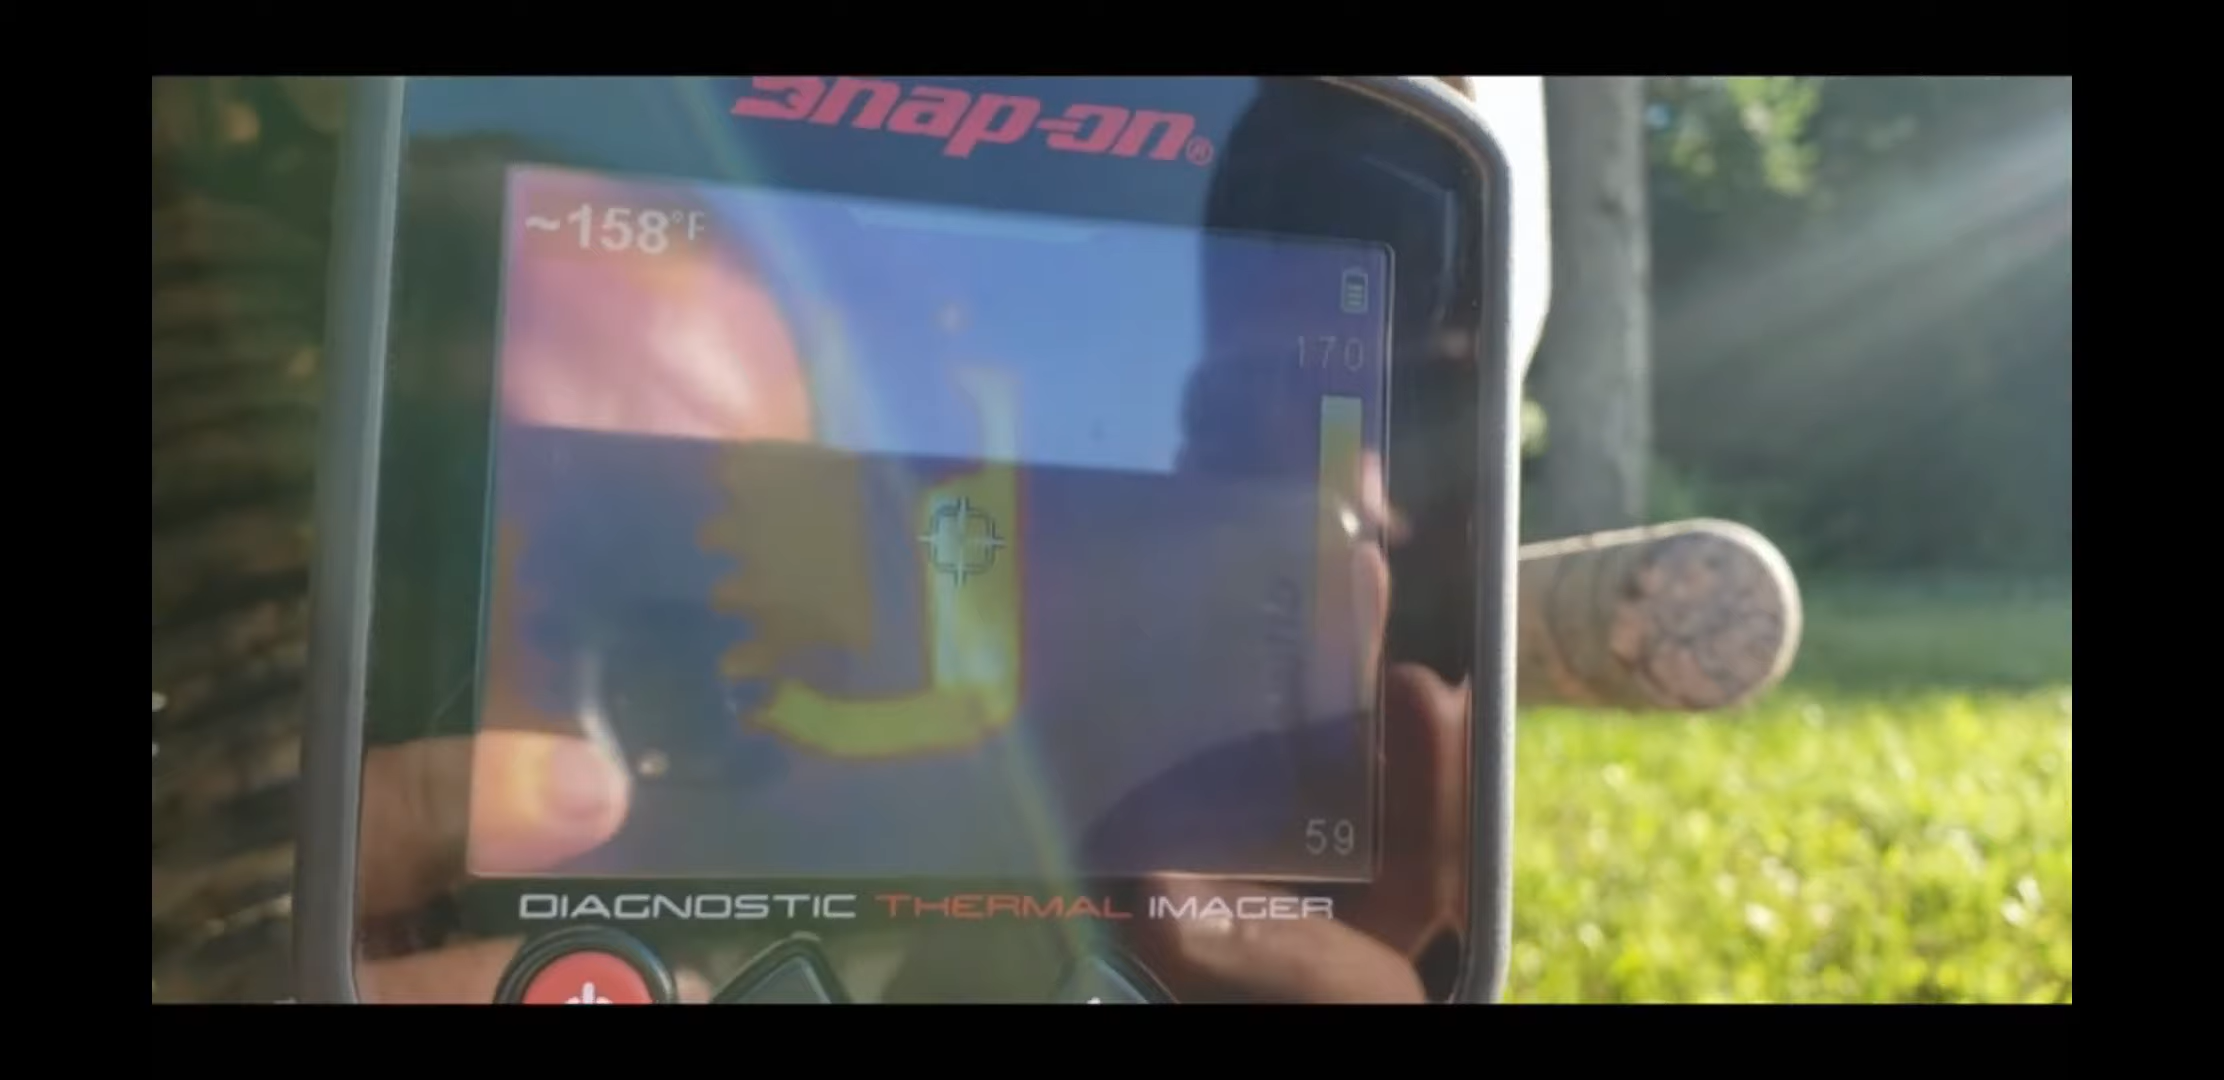 Snap-on®
~158°F
170
59
DIAGNOSTIC THERMAL IMAGER